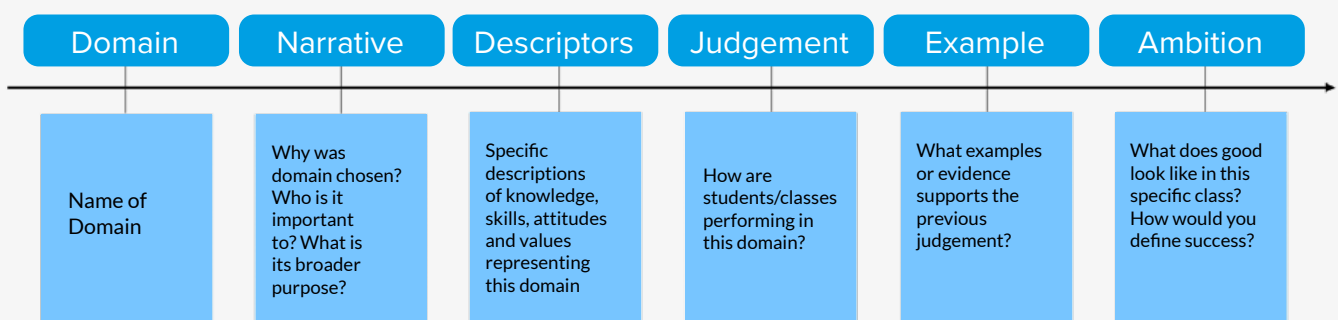 Domain
Narrative
Descriptors
Judgement
Example
Ambition
Name of
Domain
Why was
domain chosen?
Who is it
important
to? What is
its broader
purpose?
Specific
descriptions
of knowledge,
skills, attitudes
and values
representing
this domain
How are
students/classes
performing in
this domain?
What examples
or evidence
supports the
previous
judgement?
What does good
look like in this
specific class?
How would you
define success?